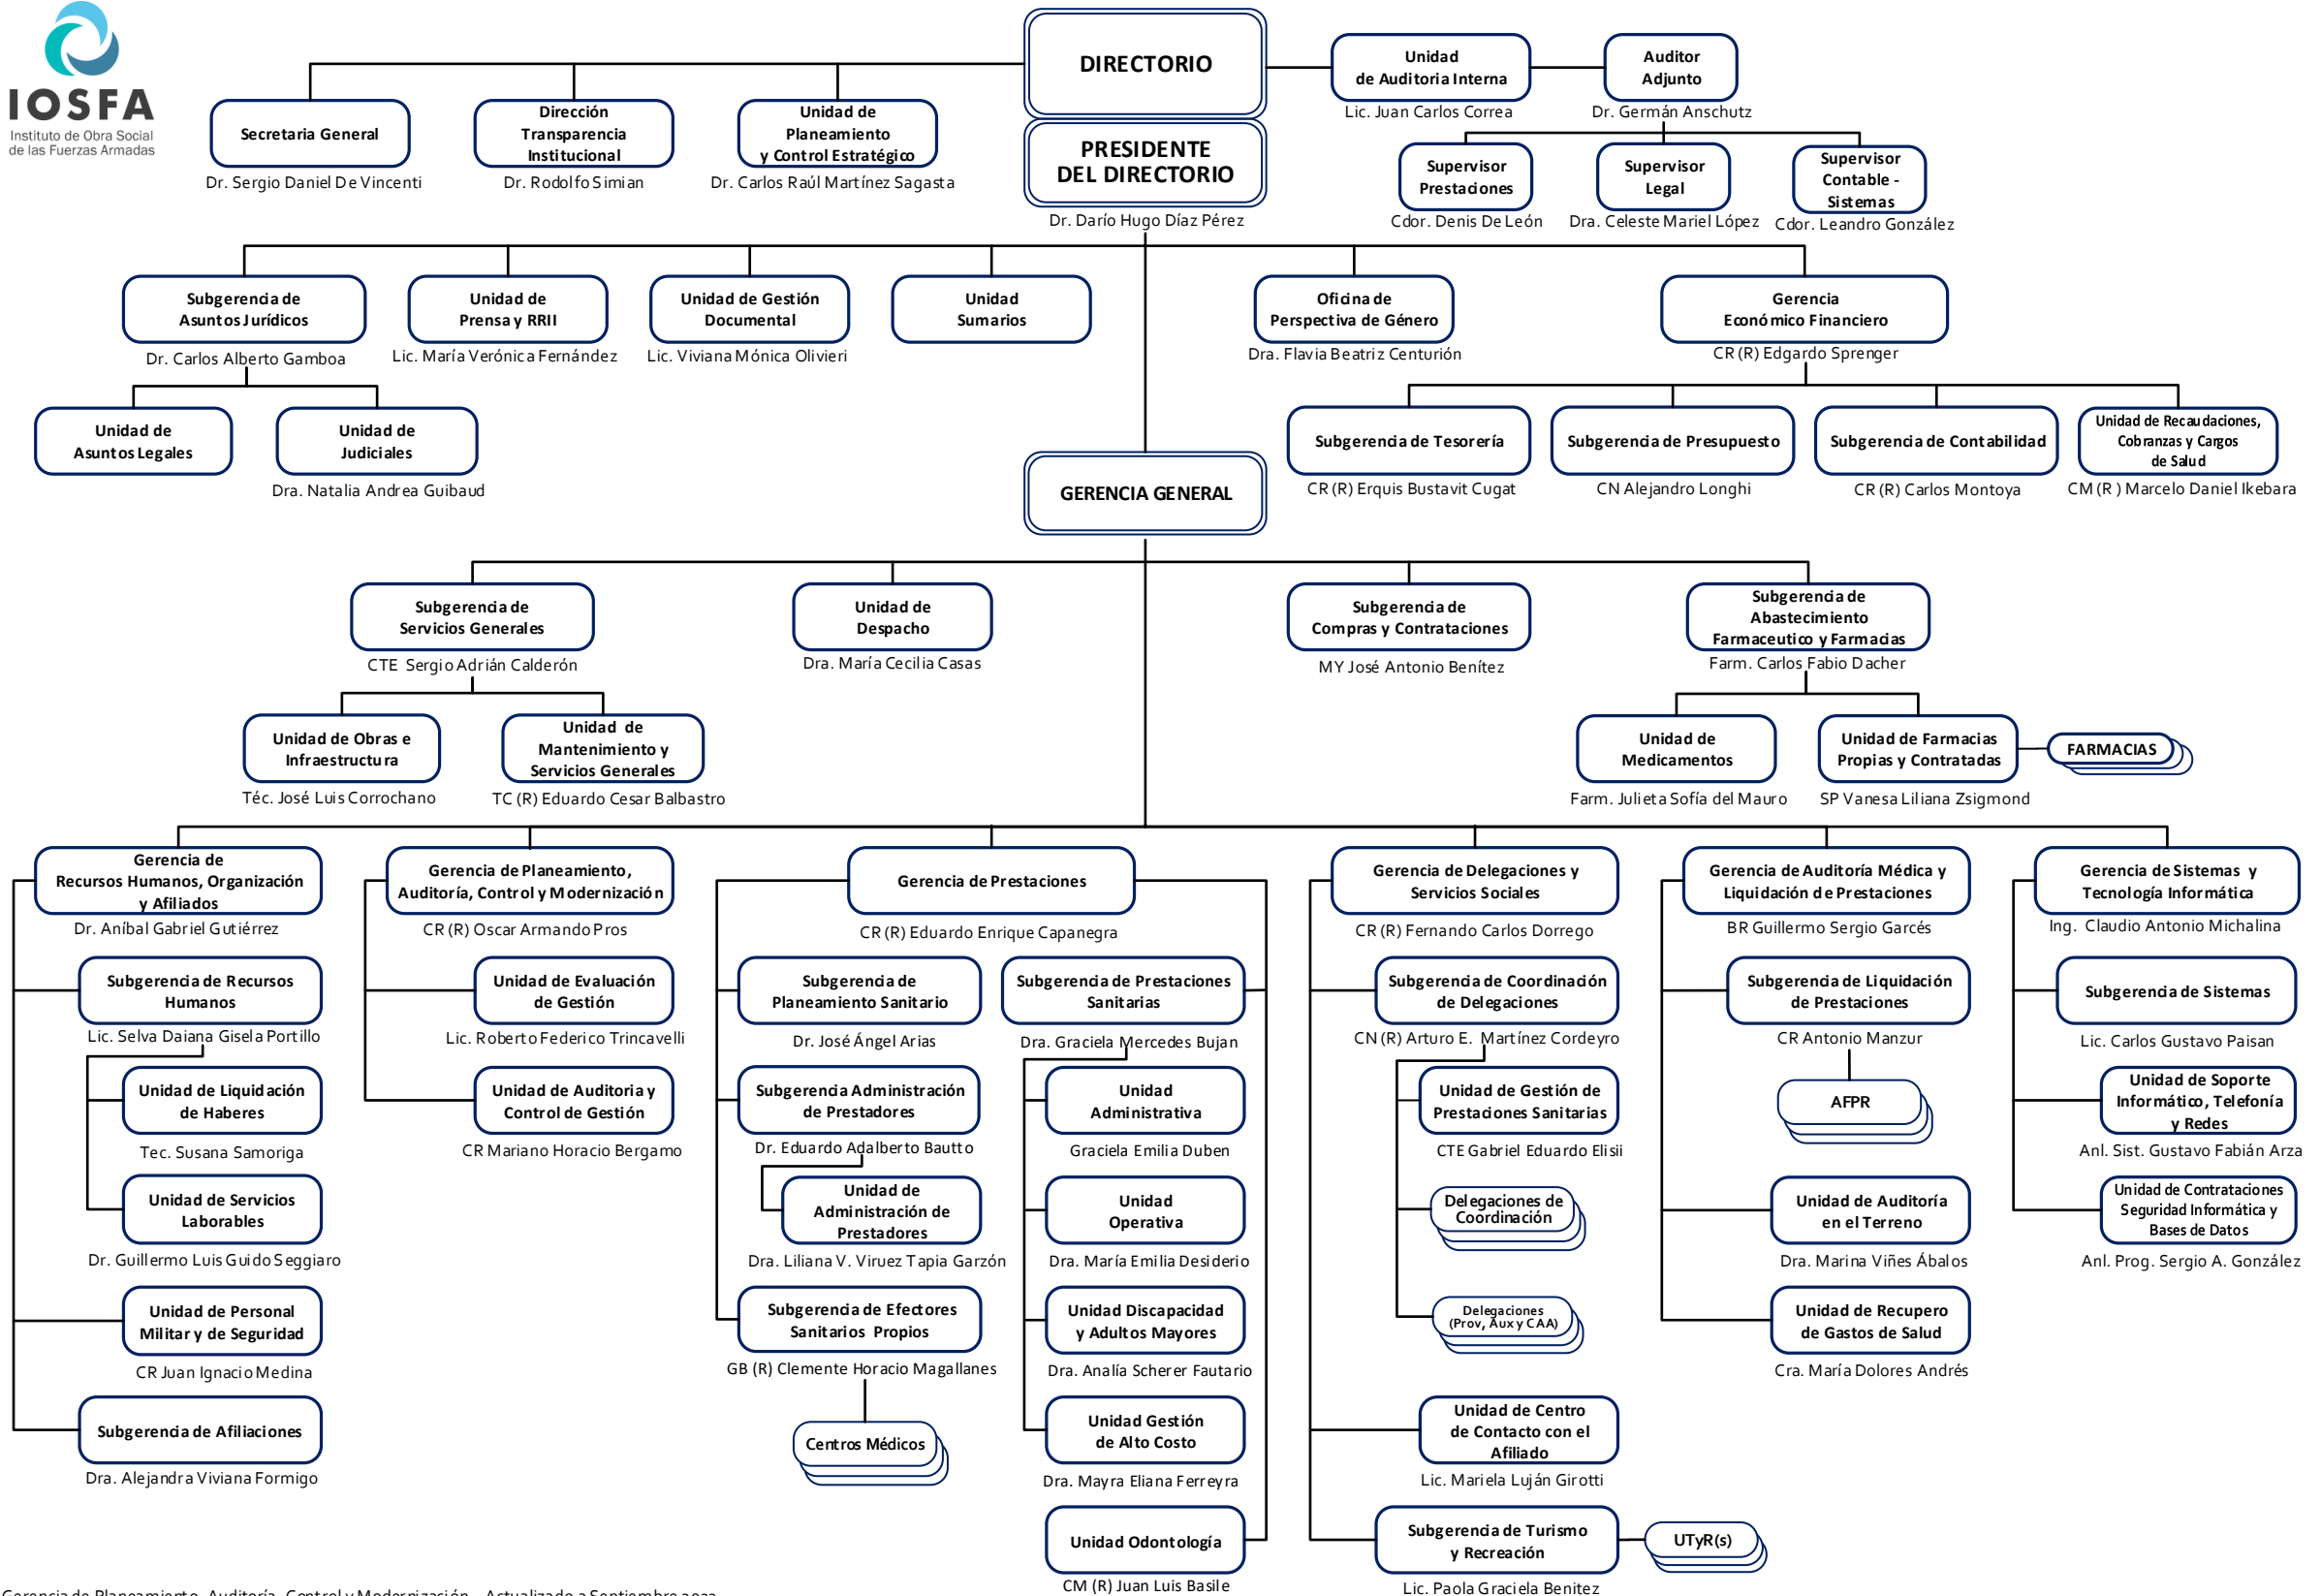 IOSFA
Instituto de Obra Social
de las Fuerzas Armadas
DIRECTORIO
Unidad
de Auditoria Interna
Lic. Juan Carlos Correa
Auditor
Adjunto
Dr. Germán Anschutz
Secretaria General
Dr. Sergio Daniel De Vincenti
Dirección
Transparencia
Institucional
Dr. Rodolfo Simian
Unidad de
Planeamiento
y Control Estratégico
Dr. Carlos Raúl Martínez Sagasta
PRESIDENTE
DEL DIRECTORIO
Dr. Darío Hugo Díaz Pérez
Supervisor
Prestaciones
Cdor. Denis De León
Supervisor
Legal
Dra. Celeste Mariel López
Supervisor
Contable -
Sistemas
Cdor. Leandro González
Subgerencia de
Asuntos Jurídicos
Dr. Carlos Alberto Gamboa
Unidad de
Prensa y RRII
Lic. María Verónica Fernández
Unidad de Gestión
Documental
Lic. Viviana Mónica Olivieri
Unidad
Sumarios
Oficina de
Perspectiva de Género
Dra. Flavia Beatriz Centurión
Gerencia
Económico Financiero
CR (R) Edgardo Sprenger
Unidad de
Asuntos Legales
Unidad de
Judiciales
Dra. Natalia Andrea Guibaud
Subgerencia de Tesorería
CR (R) Erquis Bustavit Cugat
Subgerencia de Presupuesto
CN Alejandro Longhi
Subgerencia de Contabilidad
CR (R) Carlos Montoya
Unidad de Recaudaciones,
Cobranzas y Cargos
de Salud
CM (R ) Marcelo Daniel Ikebara
GERENCIA GENERAL
Subgerencia de
Servicios Generales
CTE Sergio Adrián Calderón
Unidad de
Despacho
Dra. María Cecilia Casas
Subgerencia de
Compras y Contrataciones
MY José Antonio Benítez
Subgerencia de
Abastecimiento
Farmaceutico y Farmacias
Farm. Carlos Fabio Dacher
Unidad de Obras e
Infraestructura
Téc. José Luis Corrochano
Unidad de
Mantenimiento y
Servicios Generales
TC (R) Eduardo Cesar Balbastro
Unidad de
Medicamentos
Farm. Julieta Sofía del Mauro
Unidad de Farmacias
Propias y Contratadas
SP Vanesa Liliana Zsigmond
FARMACIAS
Gerencia de
Recursos Humanos, Organización
y Afiliados
Dr. Aníbal Gabriel Gutiérrez
Subgerencia de Recursos
Humanos
Lic. Selva Daiana Gisela Portillo
Unidad de Liquidación
de Haberes
Tec. Susana Samoriga
Unidad de Servicios
Laborables
Dr. Guillermo Luis Guido Seggiaro
Unidad de Personal
Militar y de Seguridad
CR Juan Ignacio Medina
Subgerencia de Afiliaciones
Dra. Alejandra Viviana Formigo
Gerencia de Planeamiento,
Auditoría, Control y Modernización
CR (R) Oscar Armando Pros
Unidad de Evaluación
de Gestión
Lic. Roberto Federico Trincavelli
Unidad de Auditoria y
Control de Gestión
CR Mariano Horacio Bergamo
Gerencia de Prestaciones
CR (R) Eduardo Enrique Capanegra
Subgerencia de
Planeamiento Sanitario
Dr. José Ángel Arias
Subgerencia Administración
de Prestadores
Dr. Eduardo Adalberto Bautto
Unidad de
Administración de
Prestadores
Dra. Liliana V. Viruez Tapia Garzón
Subgerencia de Efectores
Sanitarios Propios
GB (R) Clemente Horacio Magallanes
Centros Médicos
Subgerencia de Prestaciones
Sanitarias
Dra. Graciela Mercedes Bujan
Unidad
Administrativa
Graciela Emilia Duben
Unidad
Operativa
Dra. María Emilia Desiderio
Unidad Discapacidad
y Adultos Mayores
Dra. Analía Scherer Fautario
Unidad Gestión
de Alto Costo
Dra. Mayra Eliana Ferreyra
Unidad Odontología
CM (R) Juan Luis Basile
Gerencia de Delegaciones y
Servicios Sociales
CR (R) Fernando Carlos Dorrego
Subgerencia de Coordinación
de Delegaciones
CN (R) Arturo E. Martínez Cordeyro
Unidad de Gestión de
Prestaciones Sanitarias
CTE Gabriel Eduardo Elisii
Delegaciones de
Coordinación
Delegaciones
(Prov, Aux y CAA)
Unidad de Centro
de Contacto con el
Afiliado
Lic. Mariela Luján Girotti
Subgerencia de Turismo
y Recreación
Lic. Paola Graciela Benitez
UTyR(s)
Gerencia de Auditoría Médica y
Liquidación de Prestaciones
BR Guillermo Sergio Garcés
Subgerencia de Liquidación
de Prestaciones
CR Antonio Manzur
AFPR
Unidad de Auditoría
en el Terreno
Dra. Marina Viñes Ábalos
Unidad de Recupero
de Gastos de Salud
Cra. María Dolores Andrés
Gerencia de Sistemas y
Tecnología Informática
Ing. Claudio Antonio Michalina
Subgerencia de Sistemas
Lic. Carlos Gustavo Paisan
Unidad de Soporte
Informático, Telefonía
y Redes
Anl. Sist. Gustavo Fabián Arza
Unidad de Contrataciones
Seguridad Informática y
Bases de Datos
Anl. Prog. Sergio A. González
Gerencia de Planeamiento, Auditoría, Control y Modernización - Actualizado a Septiembre